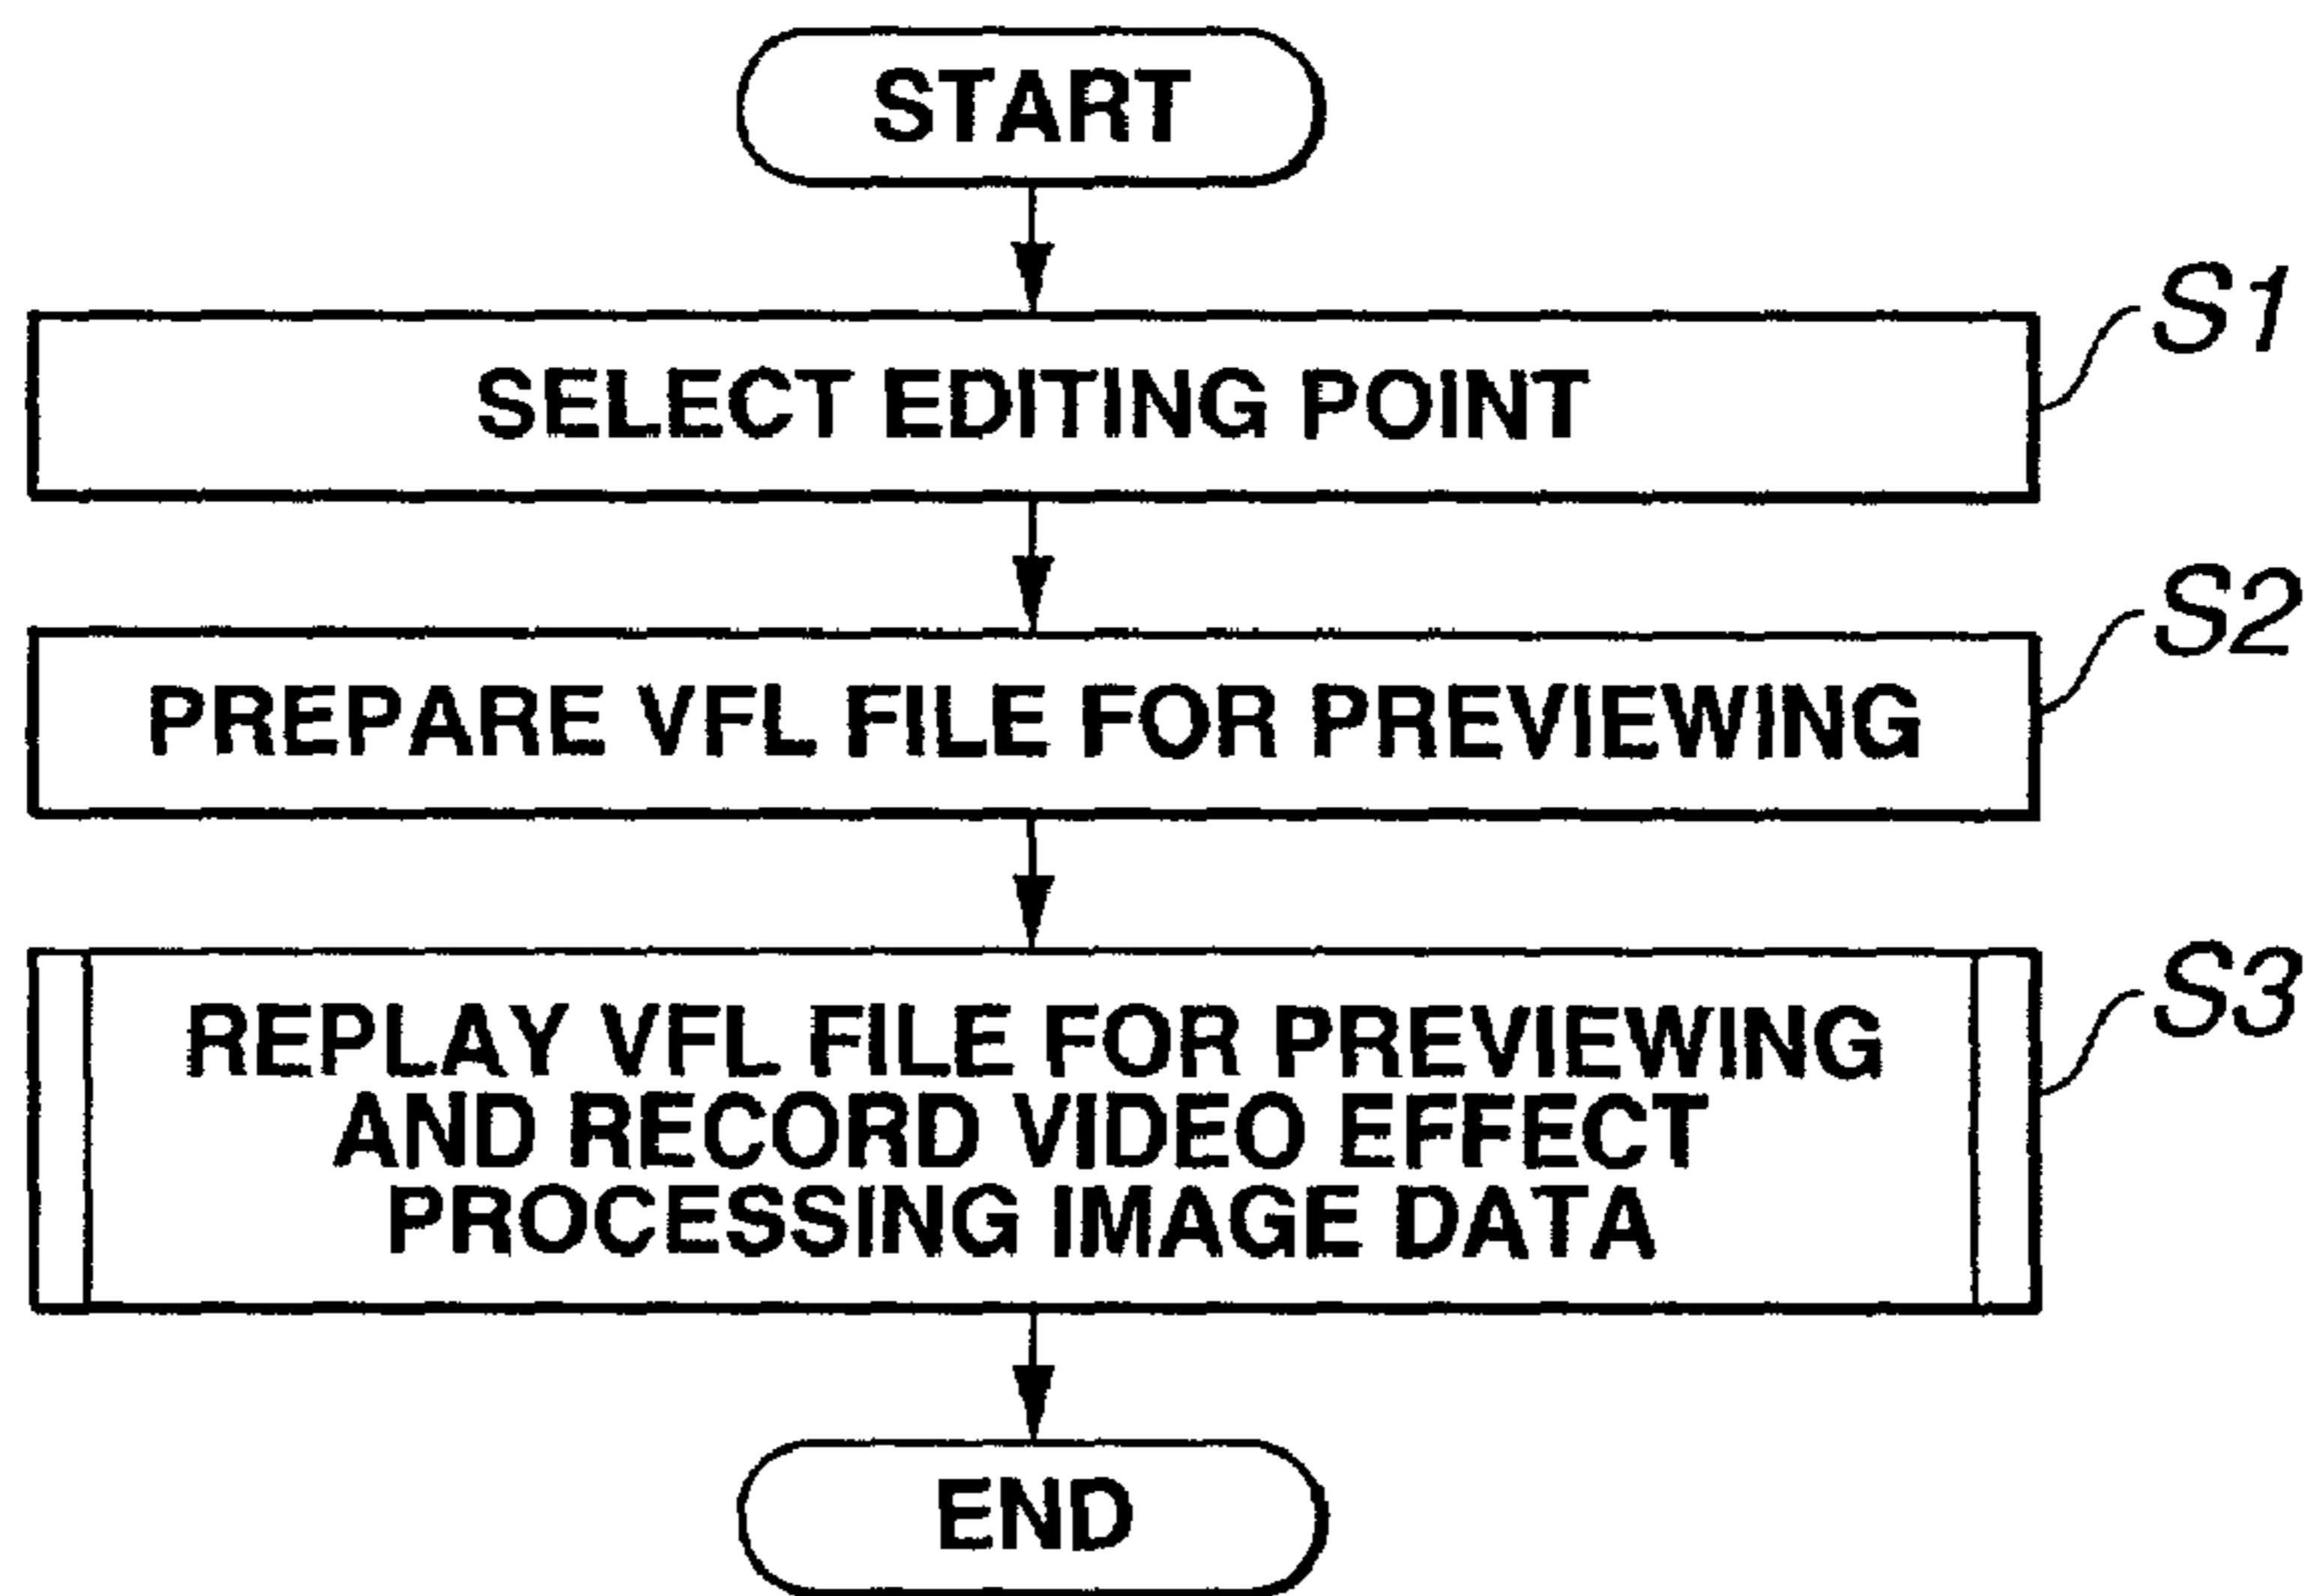 START
S1
SELECT EDITING POINT
S2
PREPARE VFL FILE FOR PREVIEWING
S3
REPLAY VFL FILE FOR PREVIEWING
AND RECORD VIDEO EFFECT
PROCESSING IMAGE DATA
END